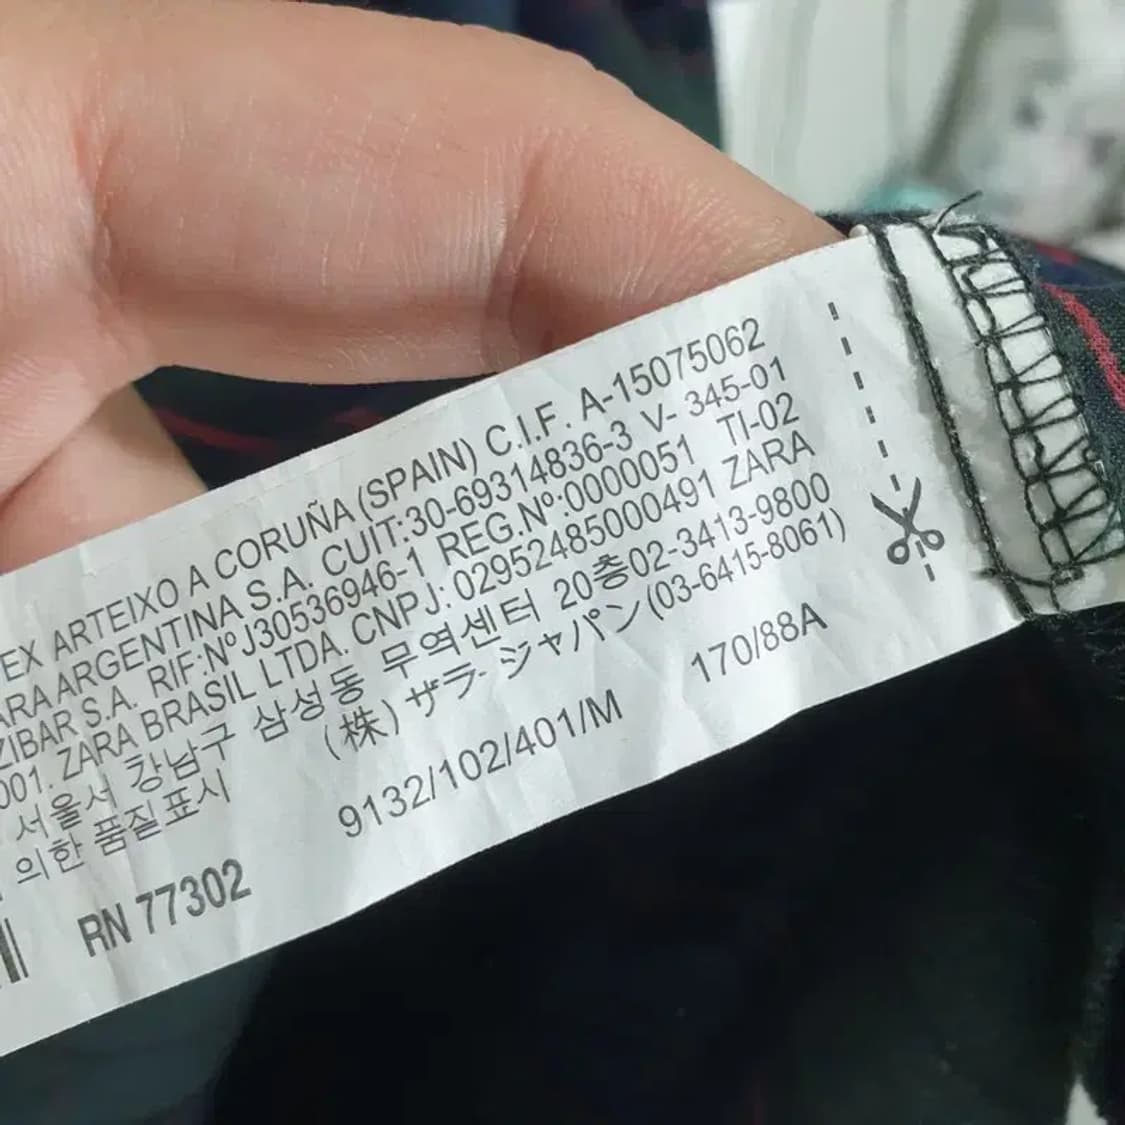 TEX ARTEIXO A CORUÑA (SPAIN) C.I.F. A-15075062
ARA ARGENTINA S.A. CUIT:30-69314836-3 V- 345-01
ZIBAR S.A. RIF:NºJ30536946-1 REG.Nº:0000051 TI-02
001. ZARA BRASIL LTDA. CNPJ: 02952485000491 ZARA
서울서 강남구 삼성동 무역센터 20층02-3413-9800
의한 품질표시 (株) ザラ・ジャパン (03-6415-8061)
9132/102/401/M 170/88A
RN 77302